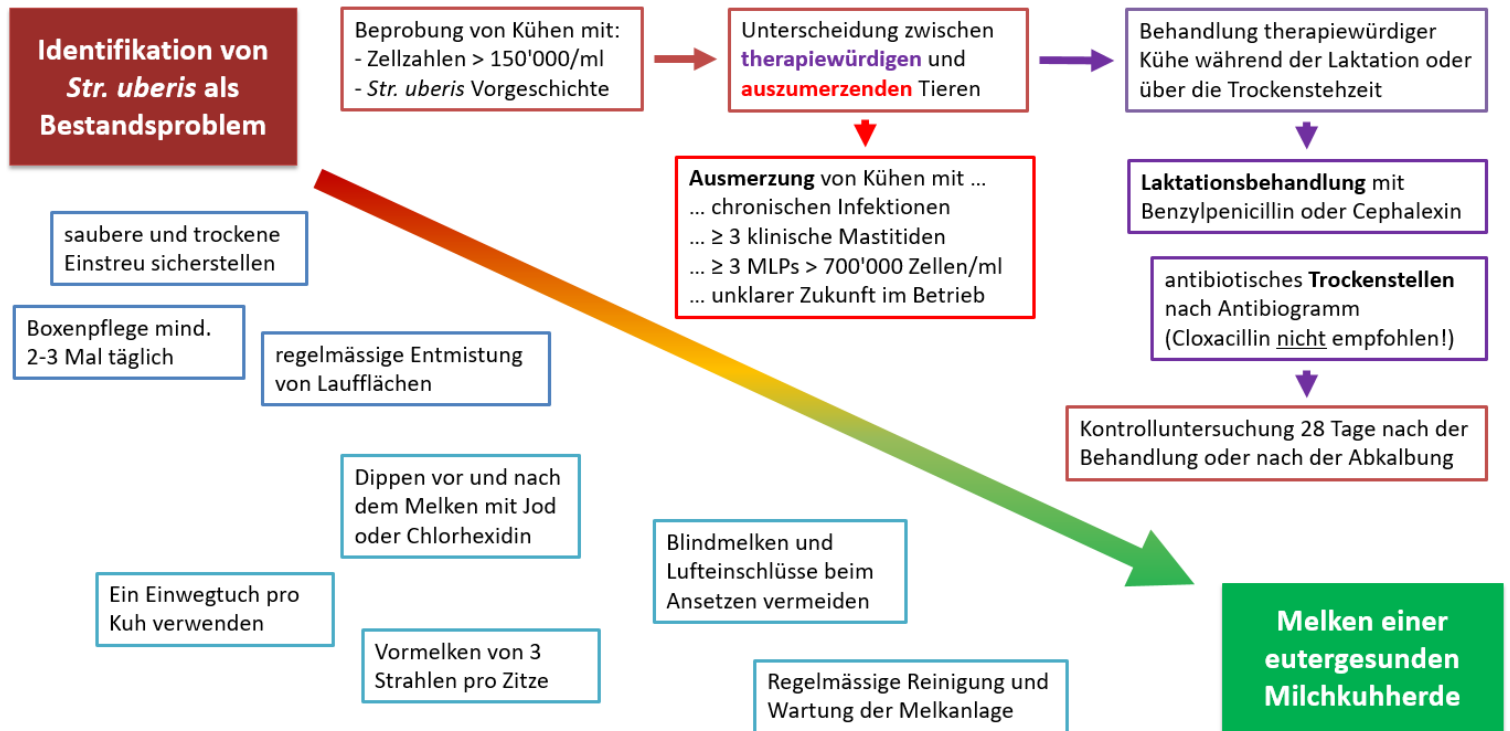 Identifikation von
Str. uberis als
Bestandsproblem
Beprobung von Kühen mit:
- Zellzahlen > 150'000/ml
- Str. uberis Vorgeschichte
Unterscheidung zwischen
therapiewürdigen und
auszumerzenden Tieren
Behandlung therapiewürdiger
Kühe während der Laktation oder
über die Trockenstehzeit
Ausmerzung von Kühen mit ...
... chronischen Infektionen
... ≥ 3 klinische Mastitiden
... ≥ 3 MLPs > 700'000 Zellen/ml
... unklarer Zukunft im Betrieb
Laktationsbehandlung mit
Benzylpenicillin oder Cephalexin
antibiotisches Trockenstellen
nach Antibiogramm
(Cloxacillin nicht empfohlen!)
Kontrolluntersuchung 28 Tage nach der
Behandlung oder nach der Abkalbung
saubere und trockene
Einstreu sicherstellen
Boxenpflege mind.
2-3 Mal täglich
regelmässige Entmistung
von Laufflächen
Dippen vor und nach
dem Melken mit Jod
oder Chlorhexidin
Ein Einwegtuch pro
Kuh verwenden
Vormelken von 3
Strahlen pro Zitze
Blindmelken und
Lufteinschlüsse beim
Ansetzen vermeiden
Regelmässige Reinigung und
Wartung der Melkanlage
Melken einer
eutergesunden
Milchkuhherde